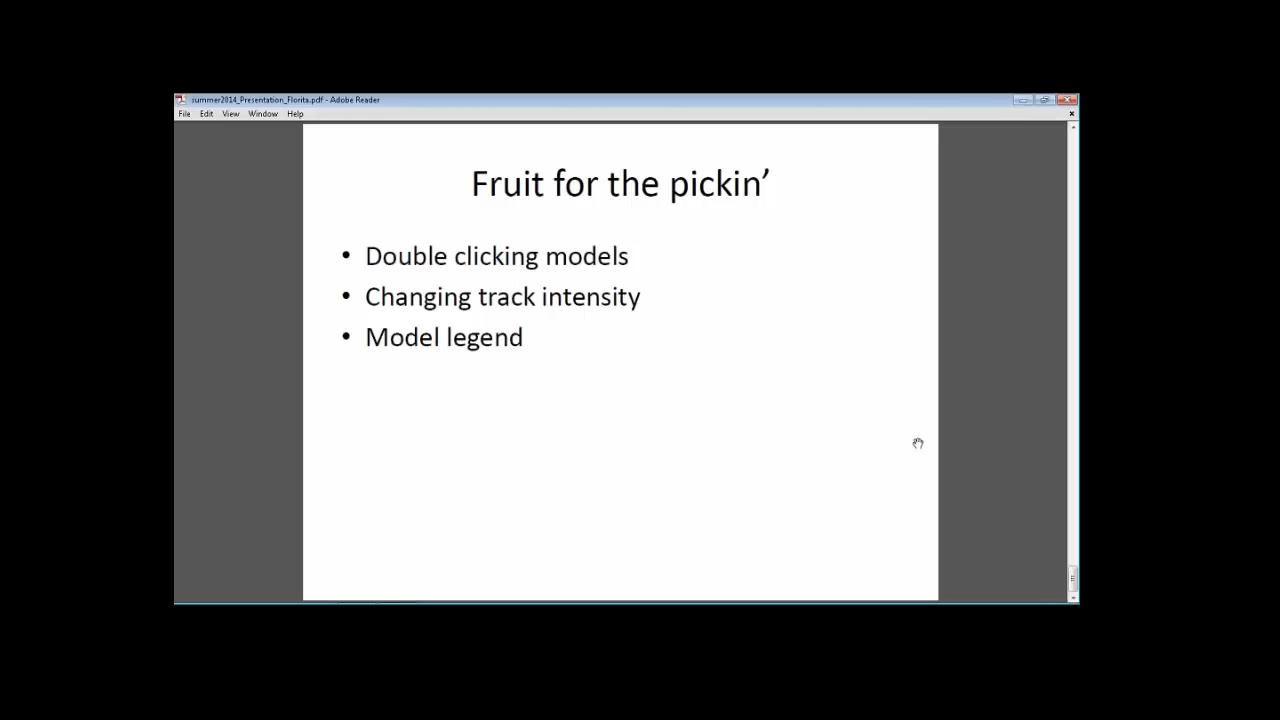 summer2014_Presentation_Florita.pdf - Adobe Reader
File Edit View Window Help
Fruit for the pickin’
• Double clicking models
• Changing track intensity
• Model legend